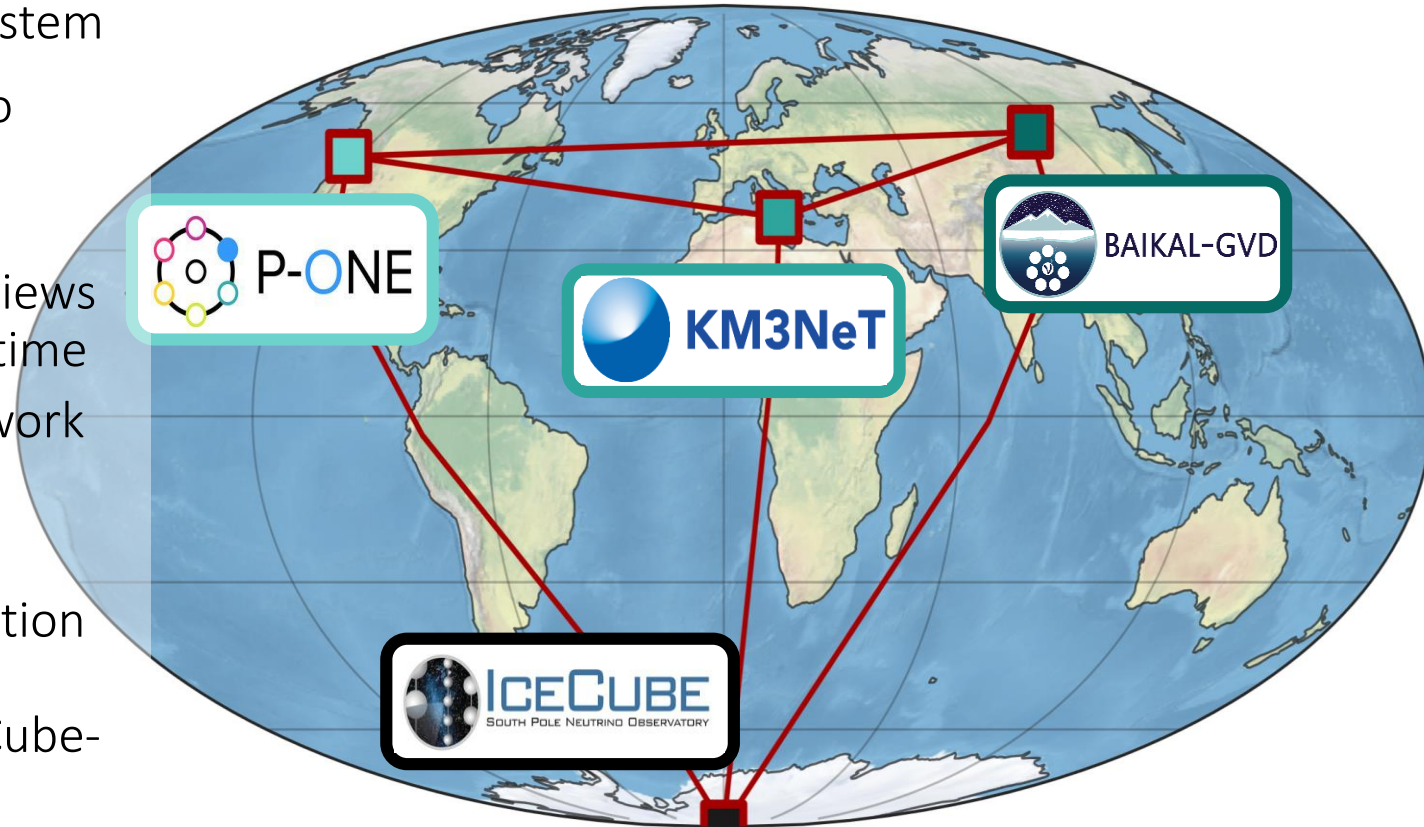 stem
o
iews
time
work
tion
Cube-
P-ONE
KM3NeT
BAIKAL-GVD
ICECUBE
SOUTH POLE NEUTRINO OBSERVATORY